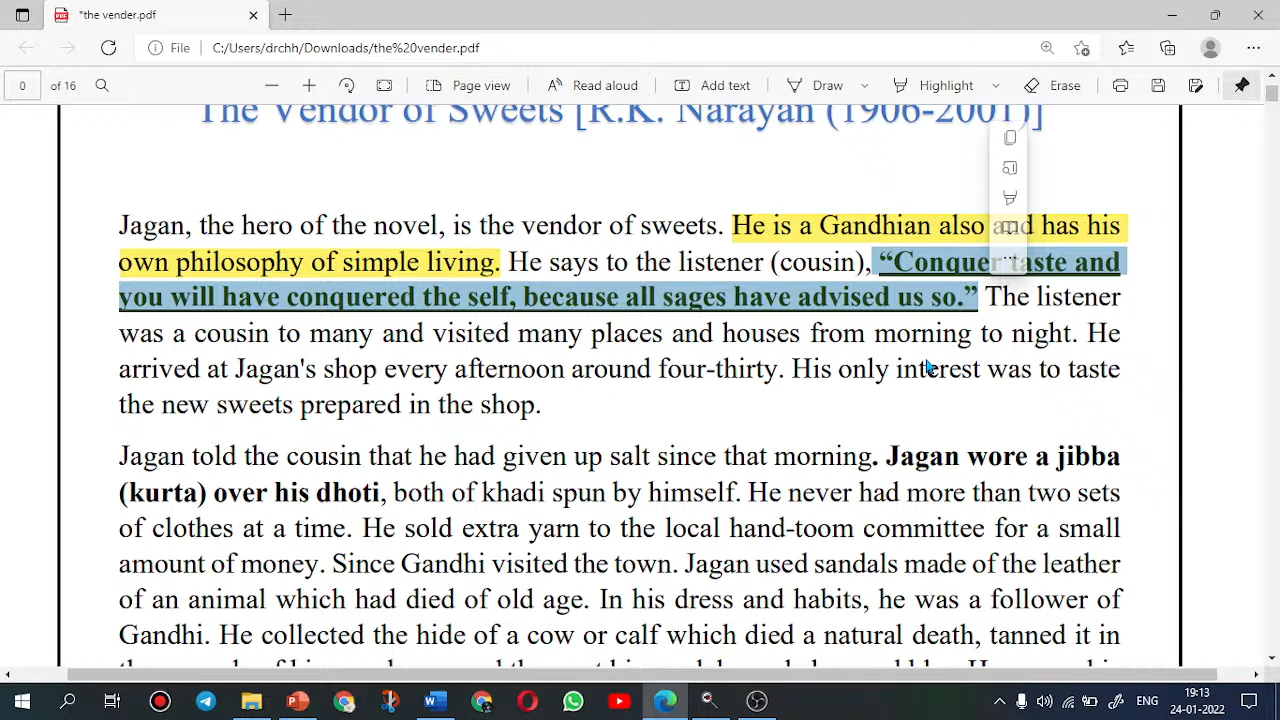 *the vender.pdf
File
C:/Users/drchh/Downloads/the%20vender.pdf
0 of 16
Page view
Read aloud
Add text
Draw
Highlight
Erase
The Vendor of Sweets [R.K. Narayan (1906-2001)]
Jagan, the hero of the novel, is the vendor of sweets. He is a Gandhian also and has his
own philosophy of simple living. He says to the listener (cousin), “Conquer taste and
you will have conquered the self, because all sages have advised us so.” The listener
was a cousin to many and visited many places and houses from morning to night. He
arrived at Jagan's shop every afternoon around four-thirty. His only interest was to taste
the new sweets prepared in the shop.
Jagan told the cousin that he had given up salt since that morning. Jagan wore a jibba
(kurta) over his dhoti, both of khadi spun by himself. He never had more than two sets
of clothes at a time. He sold extra yarn to the local hand-toom committee for a small
amount of money. Since Gandhi visited the town. Jagan used sandals made of the leather
of an animal which had died of old age. In his dress and habits, he was a follower of
Gandhi. He collected the hide of a cow or calf which died a natural death, tanned it in
ENG
19:13
24-01-2022